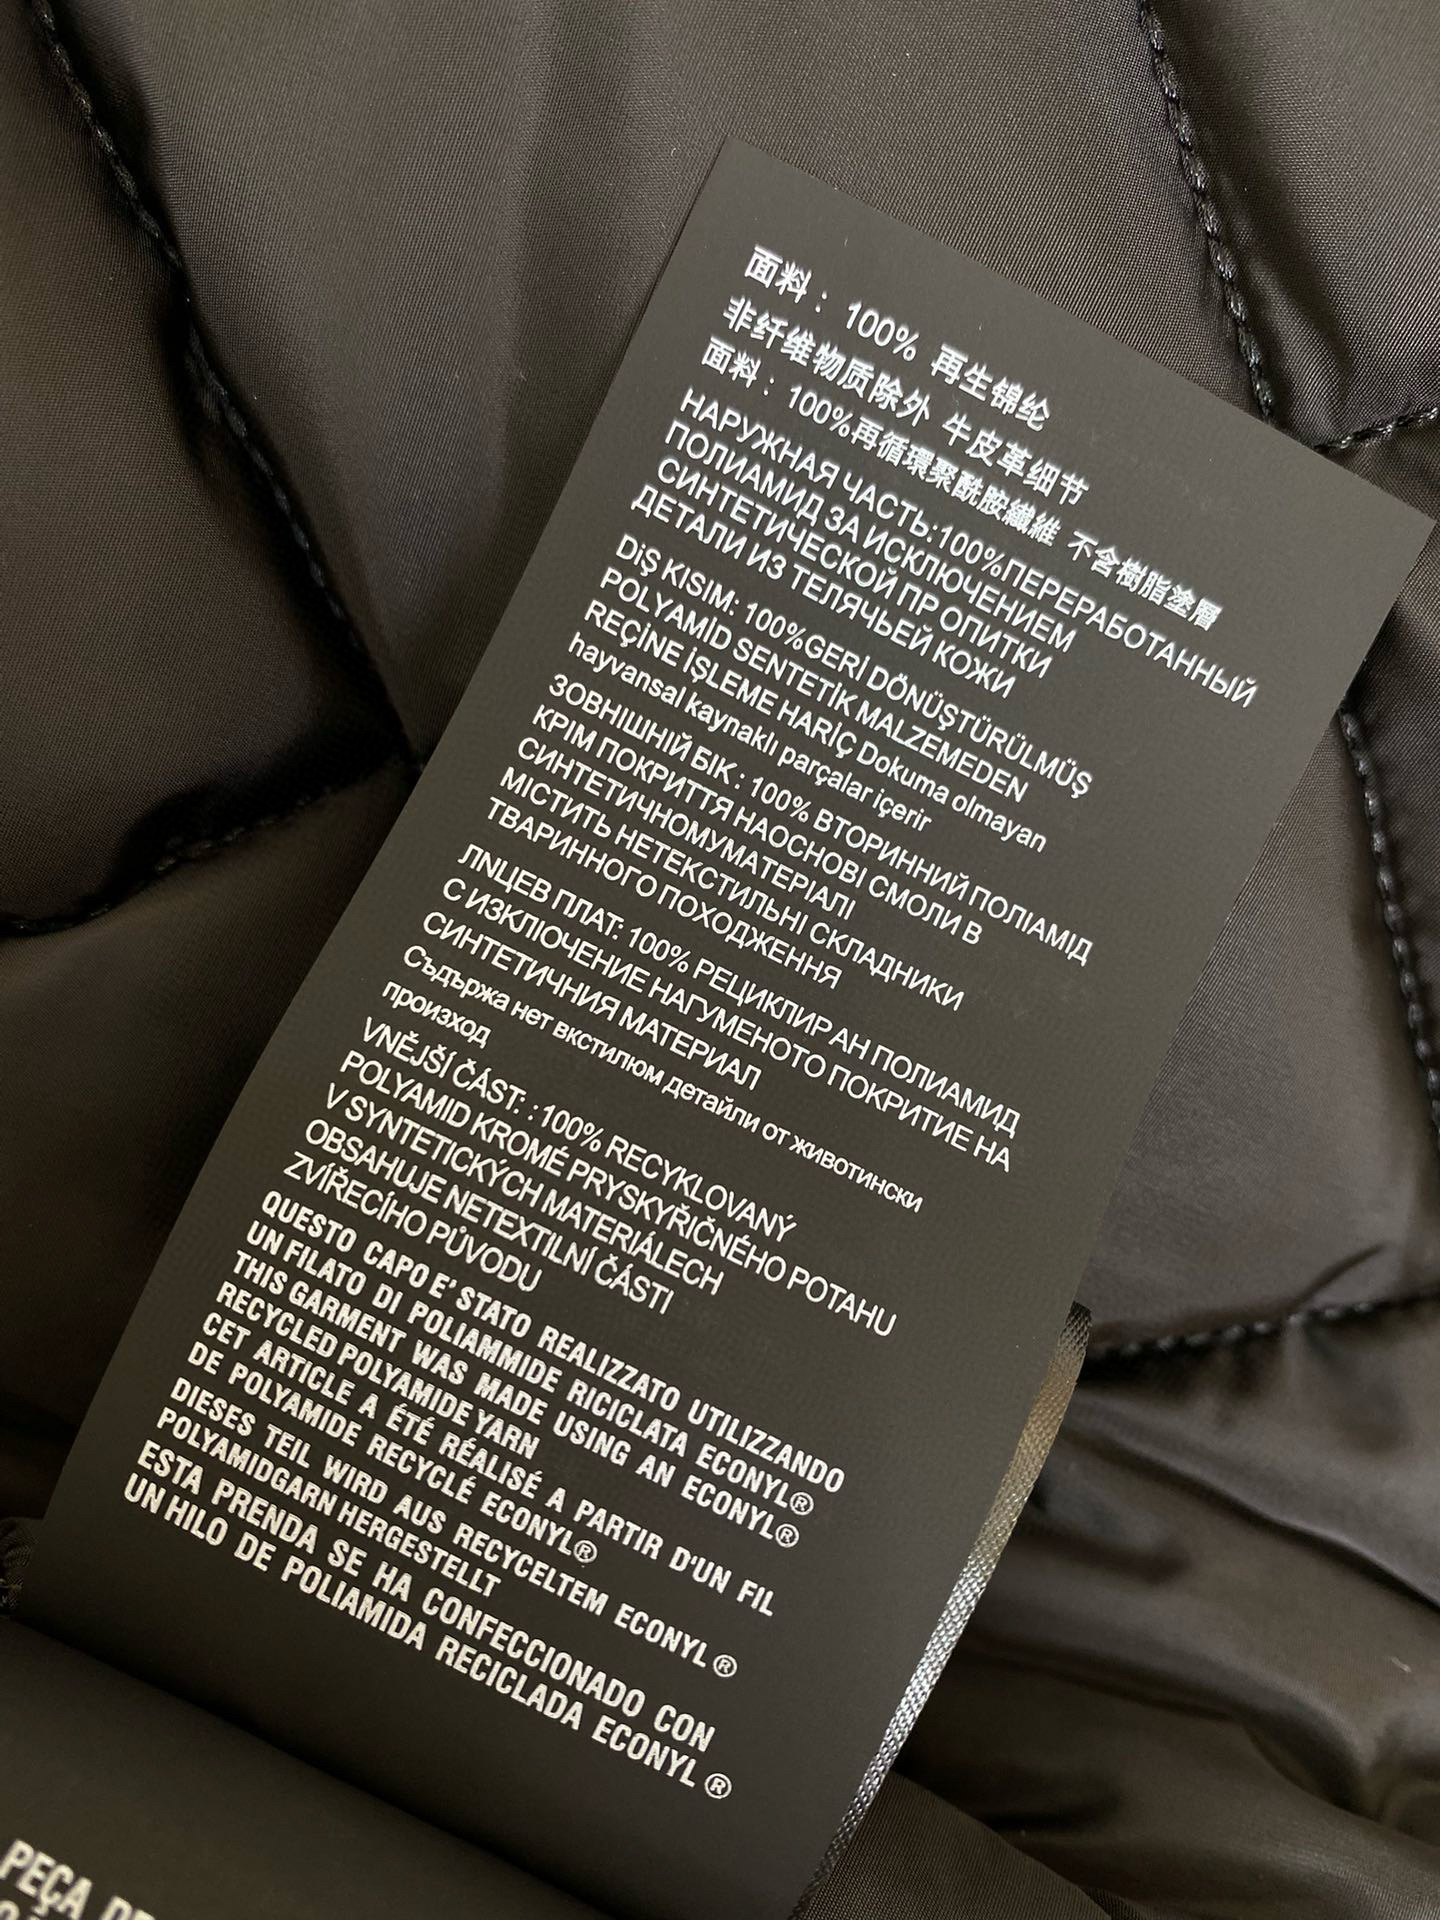 面料： 100% 再生锦纶
非纤维物质除外 牛皮革细节
面料： 100%再循環聚酰胺纖維 不含樹脂塗層
НАРУЖНАЯ ЧАСТЬ:100%ПЕРЕРАБОТАННЫЙ
ПОЛИАМИД ЗА ИСКЛЮЧЕНИЕМ
СИНТЕТИЧЕСКОЙ ПР ОПИТКИ
ДЕТАЛИ ИЗ ТЕЛЯЧЬЕЙ КОЖИ
DiŞ KISIM: 100%GERİ DÖNÜŞTÜRÜLMÜŞ
POLYAMİD SENTETİK MALZEMEDEN
REÇİNE İŞLEME HARİÇ Dokuma olmayan
hayvansal kaynaklı parçalar içerir
ЗОВНІШНІЙ БІК : 100% ВТОРИННИЙ ПОЛІАМІД
КРІМ ПОКРИТТЯ НАОСНОВІ СМОЛИ В
СИНТЕТИЧНОМУМАТЕРІАЛІ
МІСТИТЬ НЕТЕКСТИЛЬНІ СКЛАДНИКИ
ТВАРИННОГО ПОХОДЖЕННЯ
ЛNЦЕВ ПЛАТ: 100% РЕЦИКЛИР АН ПОЛИАМИД
С ИЗКЛЮЧЕНИЕ НАГУМЕНОТО ПОКРИТИЕ НА
СИНТЕТИЧНИЯ МАТЕРИАЛ
Съдържа нет вкстилюм детайли от животински
произход
VNĚJŠÍ ČÁST: :100% RECYKLOVANÝ
POLYAMID KROMĚ PRYSKYŘIČNÉHO POTAHU
V SYNTETICKÝCH MATERIÁLECH
OBSAHUJE NETEXTILNÍ ČÁSTI
ZVÍŘECÍHO PŮVODU
QUESTO CAPO E' STATO REALIZZATO UTILIZZANDO
UN FILATO DI POLIAMMIDE RICICLATA ECONYL®
THIS GARMENT WAS MADE USING AN ECONYL®
RECYCLED POLYAMIDE YARN
CET ARTICLE A ÉTÉ RÉALISÉ A PARTIR D'UN FIL
DE POLYAMIDE RECYCLÉ ECONYL®
DIESES TEIL WIRD AUS RECYCELTEM ECONYL®
POLYAMIDGARN HERGESTELLT
ESTA PRENDA SE HA CONFECCIONADO CON
UN HILO DE POLIAMIDA RECICLADA ECONYL®
PEÇA